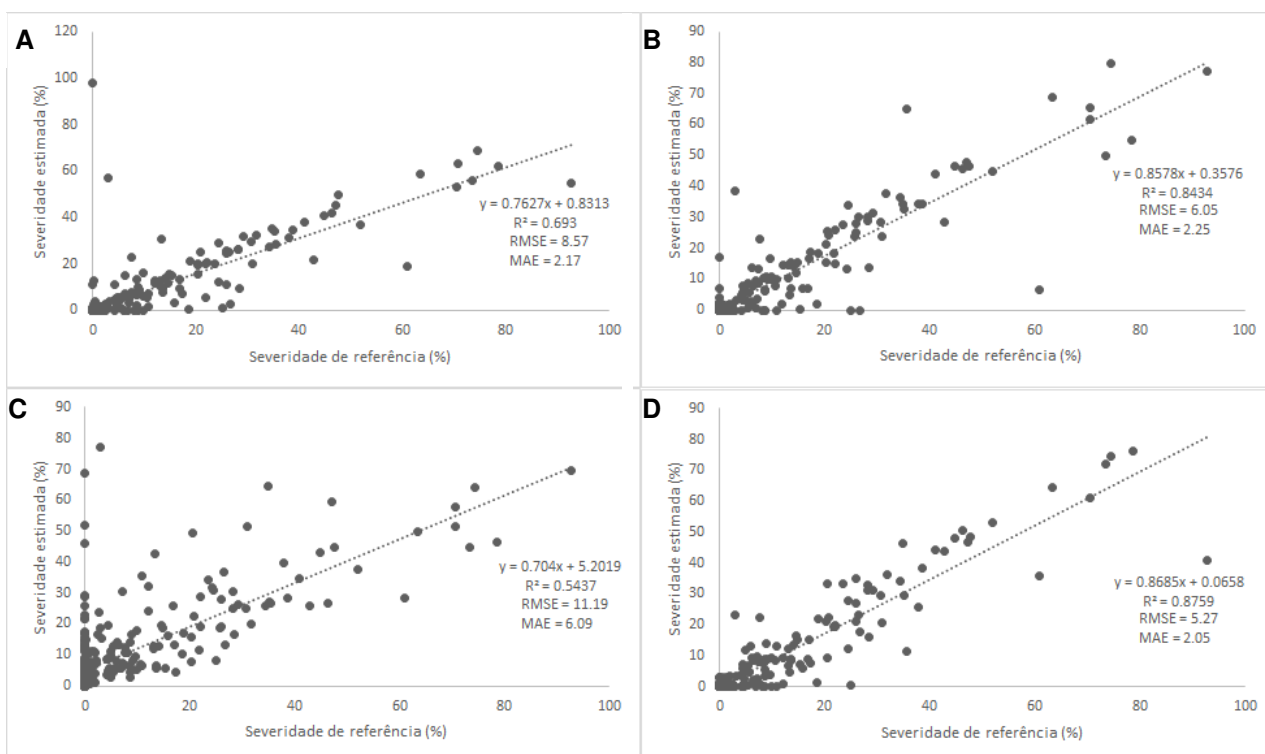 A
Severidade estimada (%)
120
100
80
60
40
20
0
0 20 40 60 80 100
Severidade de referência (%)
y = 0.7627x + 0.8313
R² = 0.693
RMSE = 8.57
MAE = 2.17
B
Severidade estimada (%)
90
80
70
60
50
40
30
20
10
0
0 20 40 60 80 100
Severidade de referência (%)
y = 0.8578x + 0.3576
R² = 0.8434
RMSE = 6.05
MAE = 2.25
C
Severidade estimada (%)
90
80
70
60
50
40
30
20
10
0
0 20 40 60 80 100
Severidade de referência (%)
y = 0.704x + 5.2019
R² = 0.5437
RMSE = 11.19
MAE = 6.09
D
Severidade estimada (%)
90
80
70
60
50
40
30
20
10
0
0 20 40 60 80 100
Severidade de referência (%)
y = 0.8685x + 0.0658
R² = 0.8759
RMSE = 5.27
MAE = 2.05